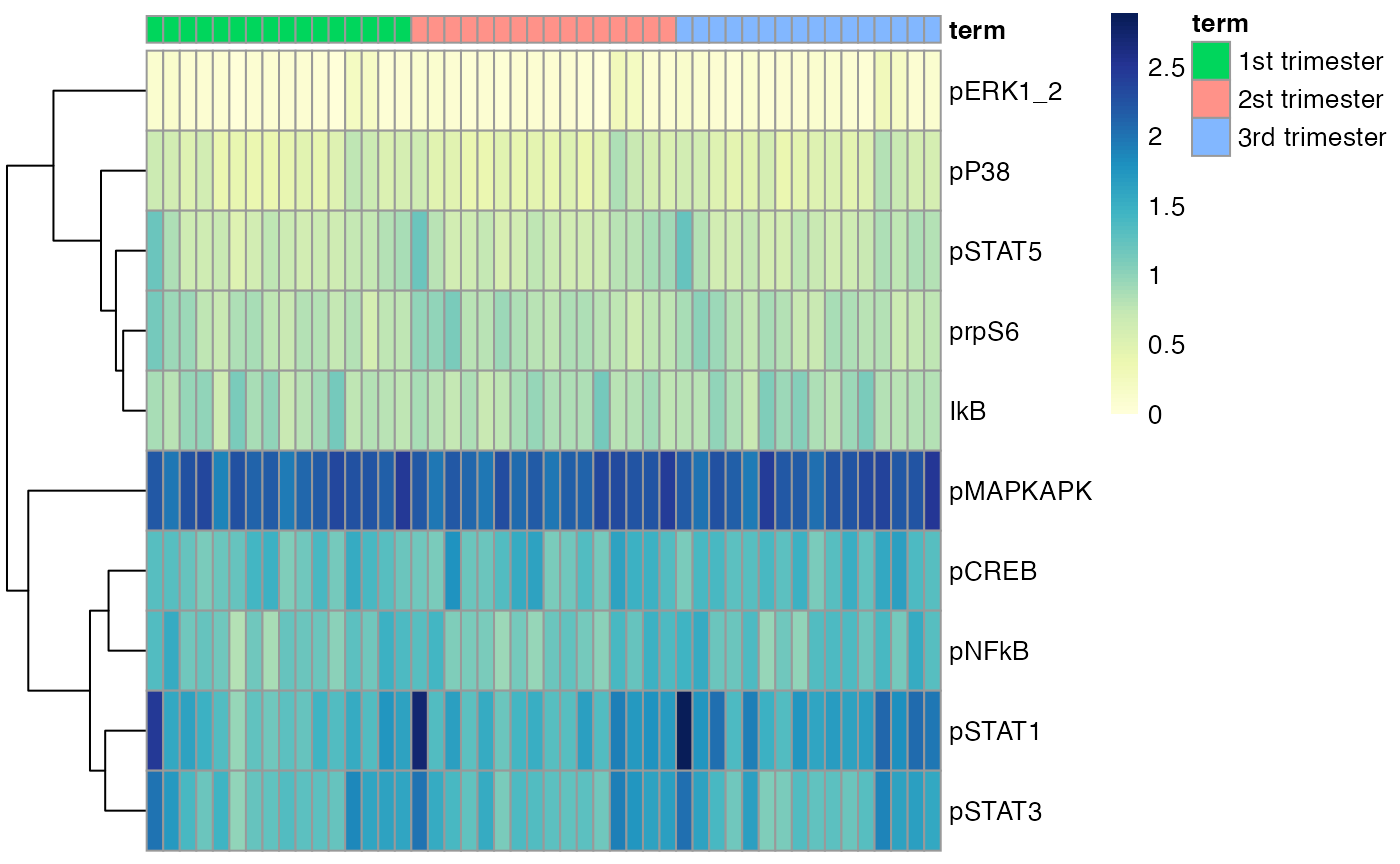 term
pERK1_2
pP38
pSTAT5
prpS6
IkB
pMAPKAPK
pCREB
pNFkB
pSTAT1
pSTAT3
2.5
2
1.5
1
0.5
0
term
1st trimester
2st trimester
3rd trimester